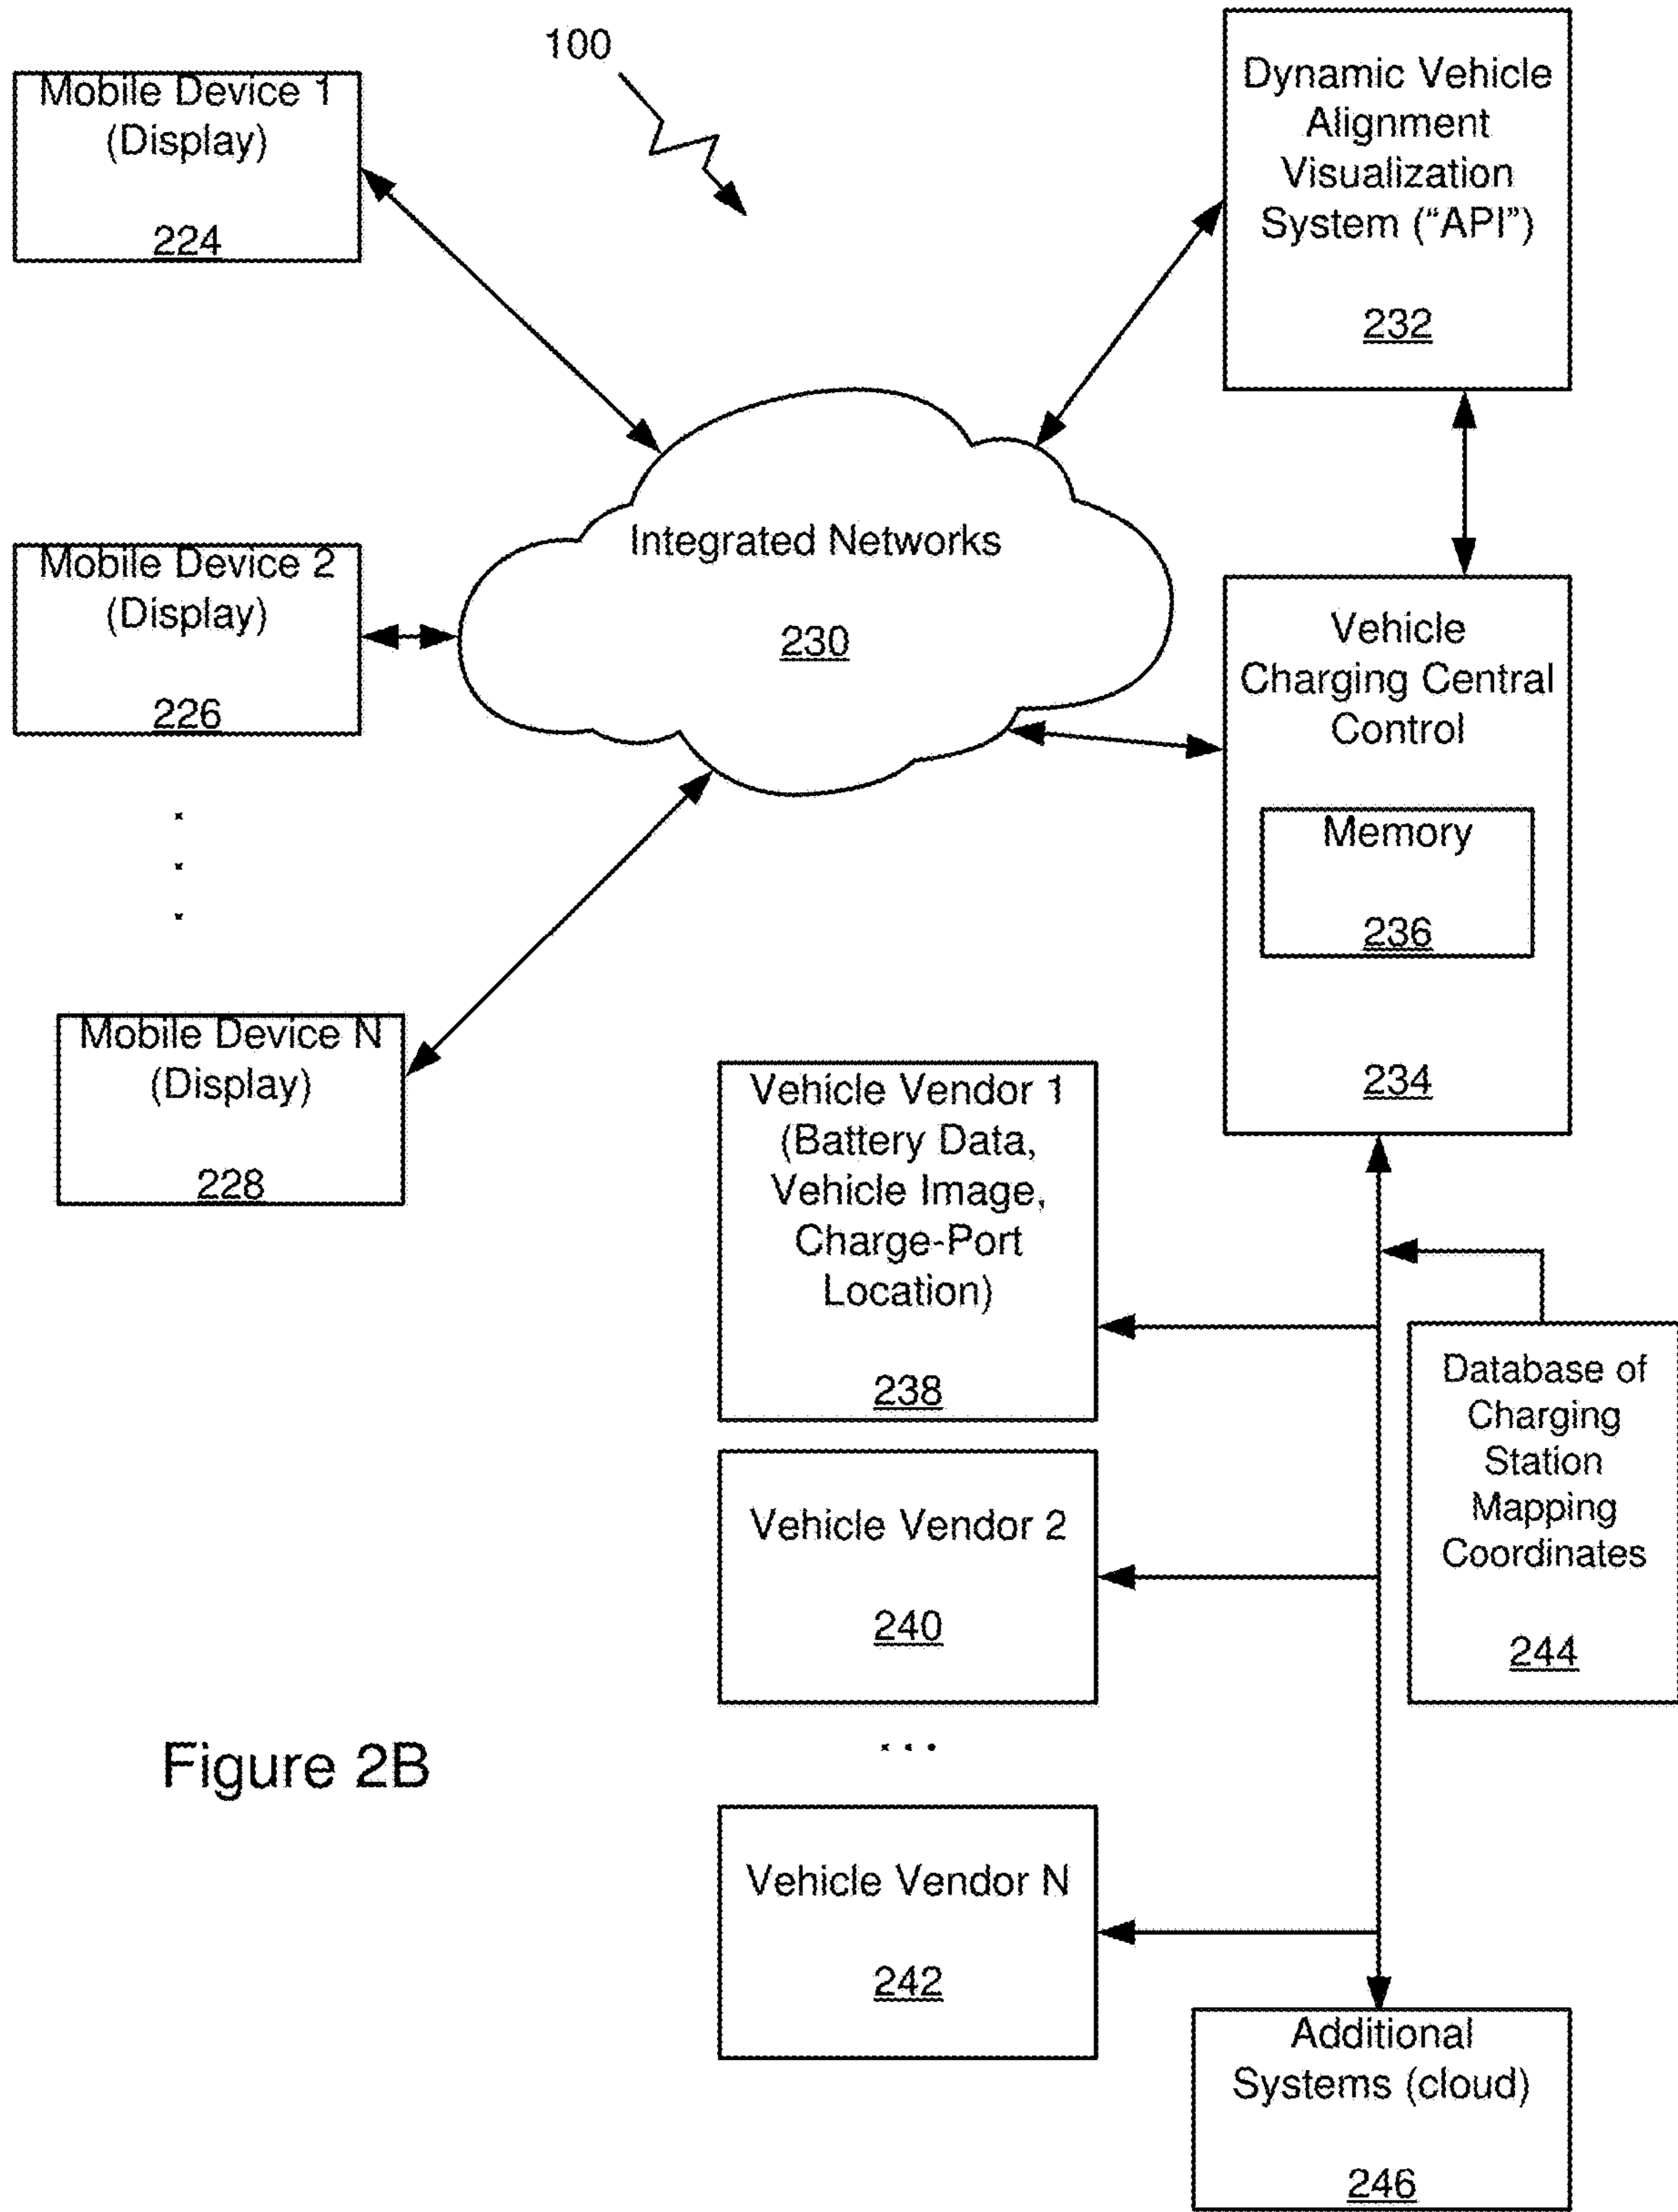 100
Mobile Device 1
(Display)
224
Dynamic Vehicle
Alignment
Visualization
System (“API”)
232
Integrated Networks
230
Mobile Device 2
(Display)
226
Vehicle
Charging Central
Control
Memory
236
234
Mobile Device N
(Display)
228
Vehicle Vendor 1
(Battery Data,
Vehicle Image,
Charge-Port
Location)
238
Database of
Charging
Station
Mapping
Coordinates
244
Vehicle Vendor 2
240
. . .
Figure 2B
Vehicle Vendor N
242
Additional
Systems (cloud)
246